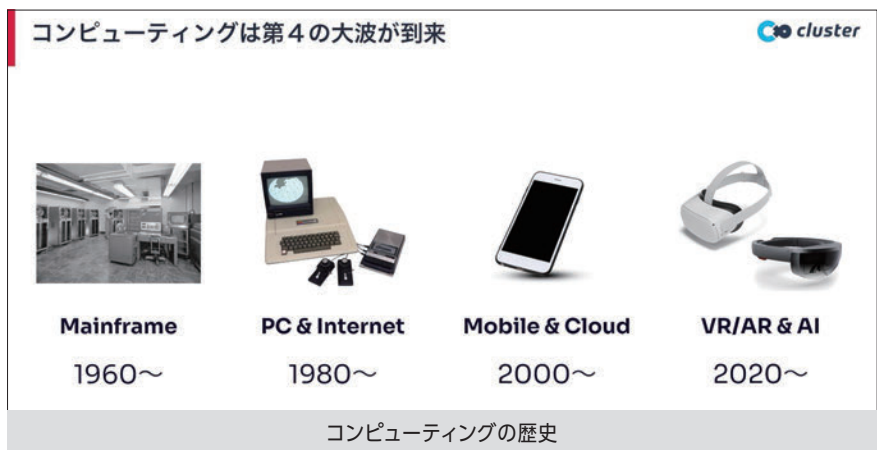 コンピューティングは第4の大波が到来
cluster
Mainframe
PC & Internet
Mobile & Cloud
VR/AR & AI
1960〜
1980〜
2000〜
2020〜
コンピューティングの歴史